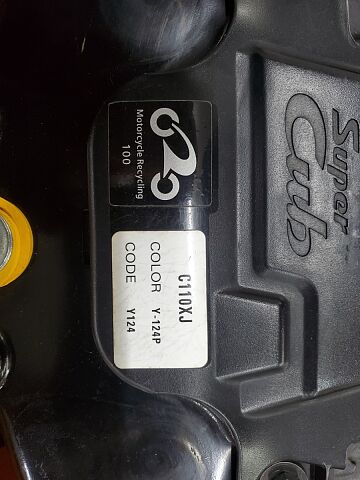 Super
Cub
Motorcycle Recycling
100
C110XJ
COLOR Y-124P
CODE Y124